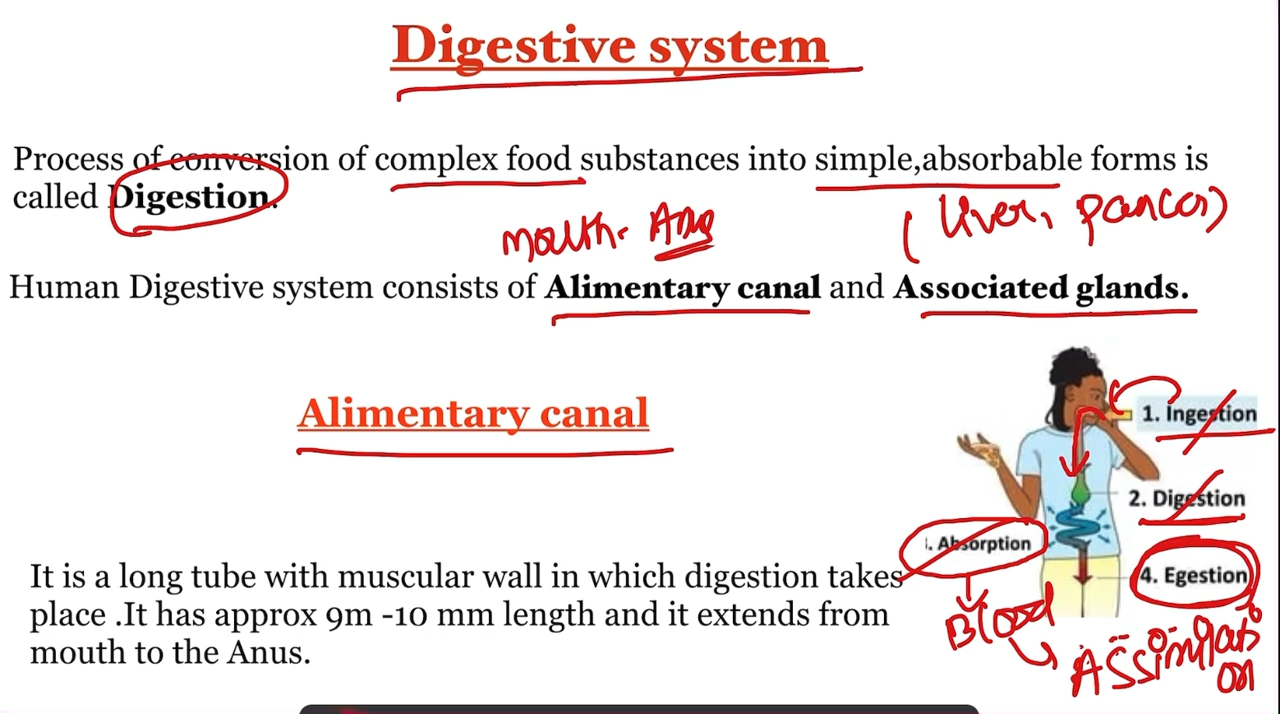 Digestive system
Process of conversion of complex food substances into simple,absorbable forms is
called Digestion.
mouth - Anus
( Liver, pancas)
Human Digestive system consists of Alimentary canal and Associated glands.
Alimentary canal
1. Ingestion
2. Digestion
. Absorption
4. Egestion
It is a long tube with muscular wall in which digestion takes
place .It has approx 9m -10 mm length and it extends from
mouth to the Anus.
Blood
Assimilati
on